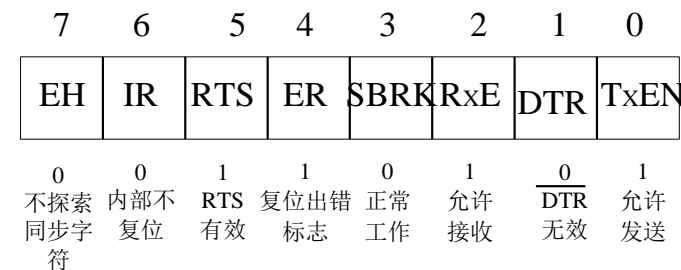 7 6 5 4 3 2 1 0
EH IR RTS ER SBRK RxE DTR TxEN
0 0 1 1 0 1 0 1
不探索 内部不 RTS 复位出错 正常 允许 DTR 允许
同步字 复位 有效 标志 工作 接收 无效 发送
符